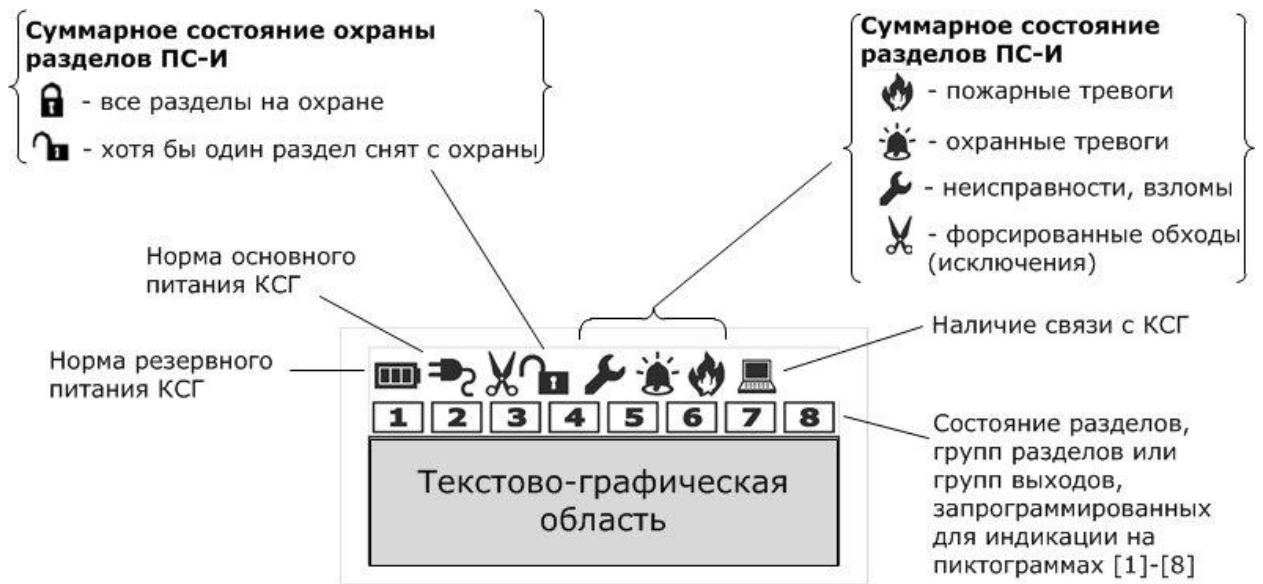 Суммарное состояние охраны
разделов ПС-И
- все разделы на охране
- хотя бы один раздел снят с охраны
Суммарное состояние
разделов ПС-И
- пожарные тревоги
- охранные тревоги
- неисправности, взломы
- форсированные обходы
(исключения)
Норма основного
питания КСГ
Норма резервного
питания КСГ
Наличие связи с КСГ
1 2 3 4 5 6 7 8
Текстово-графическая
область
Состояние разделов,
групп разделов или
групп выходов,
запрограммированных
для индикации на
пиктограммах [1]-[8]